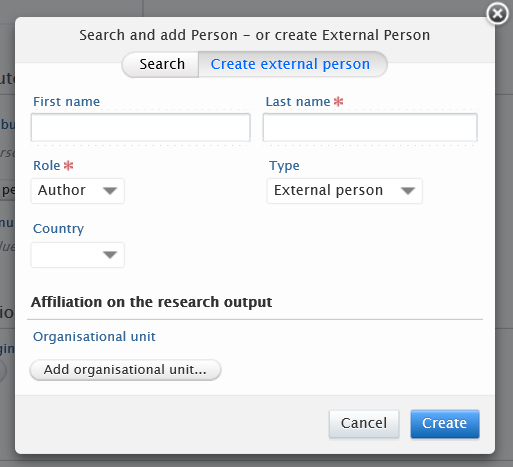 Search and add Person – or create External Person
Search Create external person
First name Last name *
Role * Type
Author External person
Country
Affiliation on the research output
Organisational unit
Add organisational unit...
Cancel Create